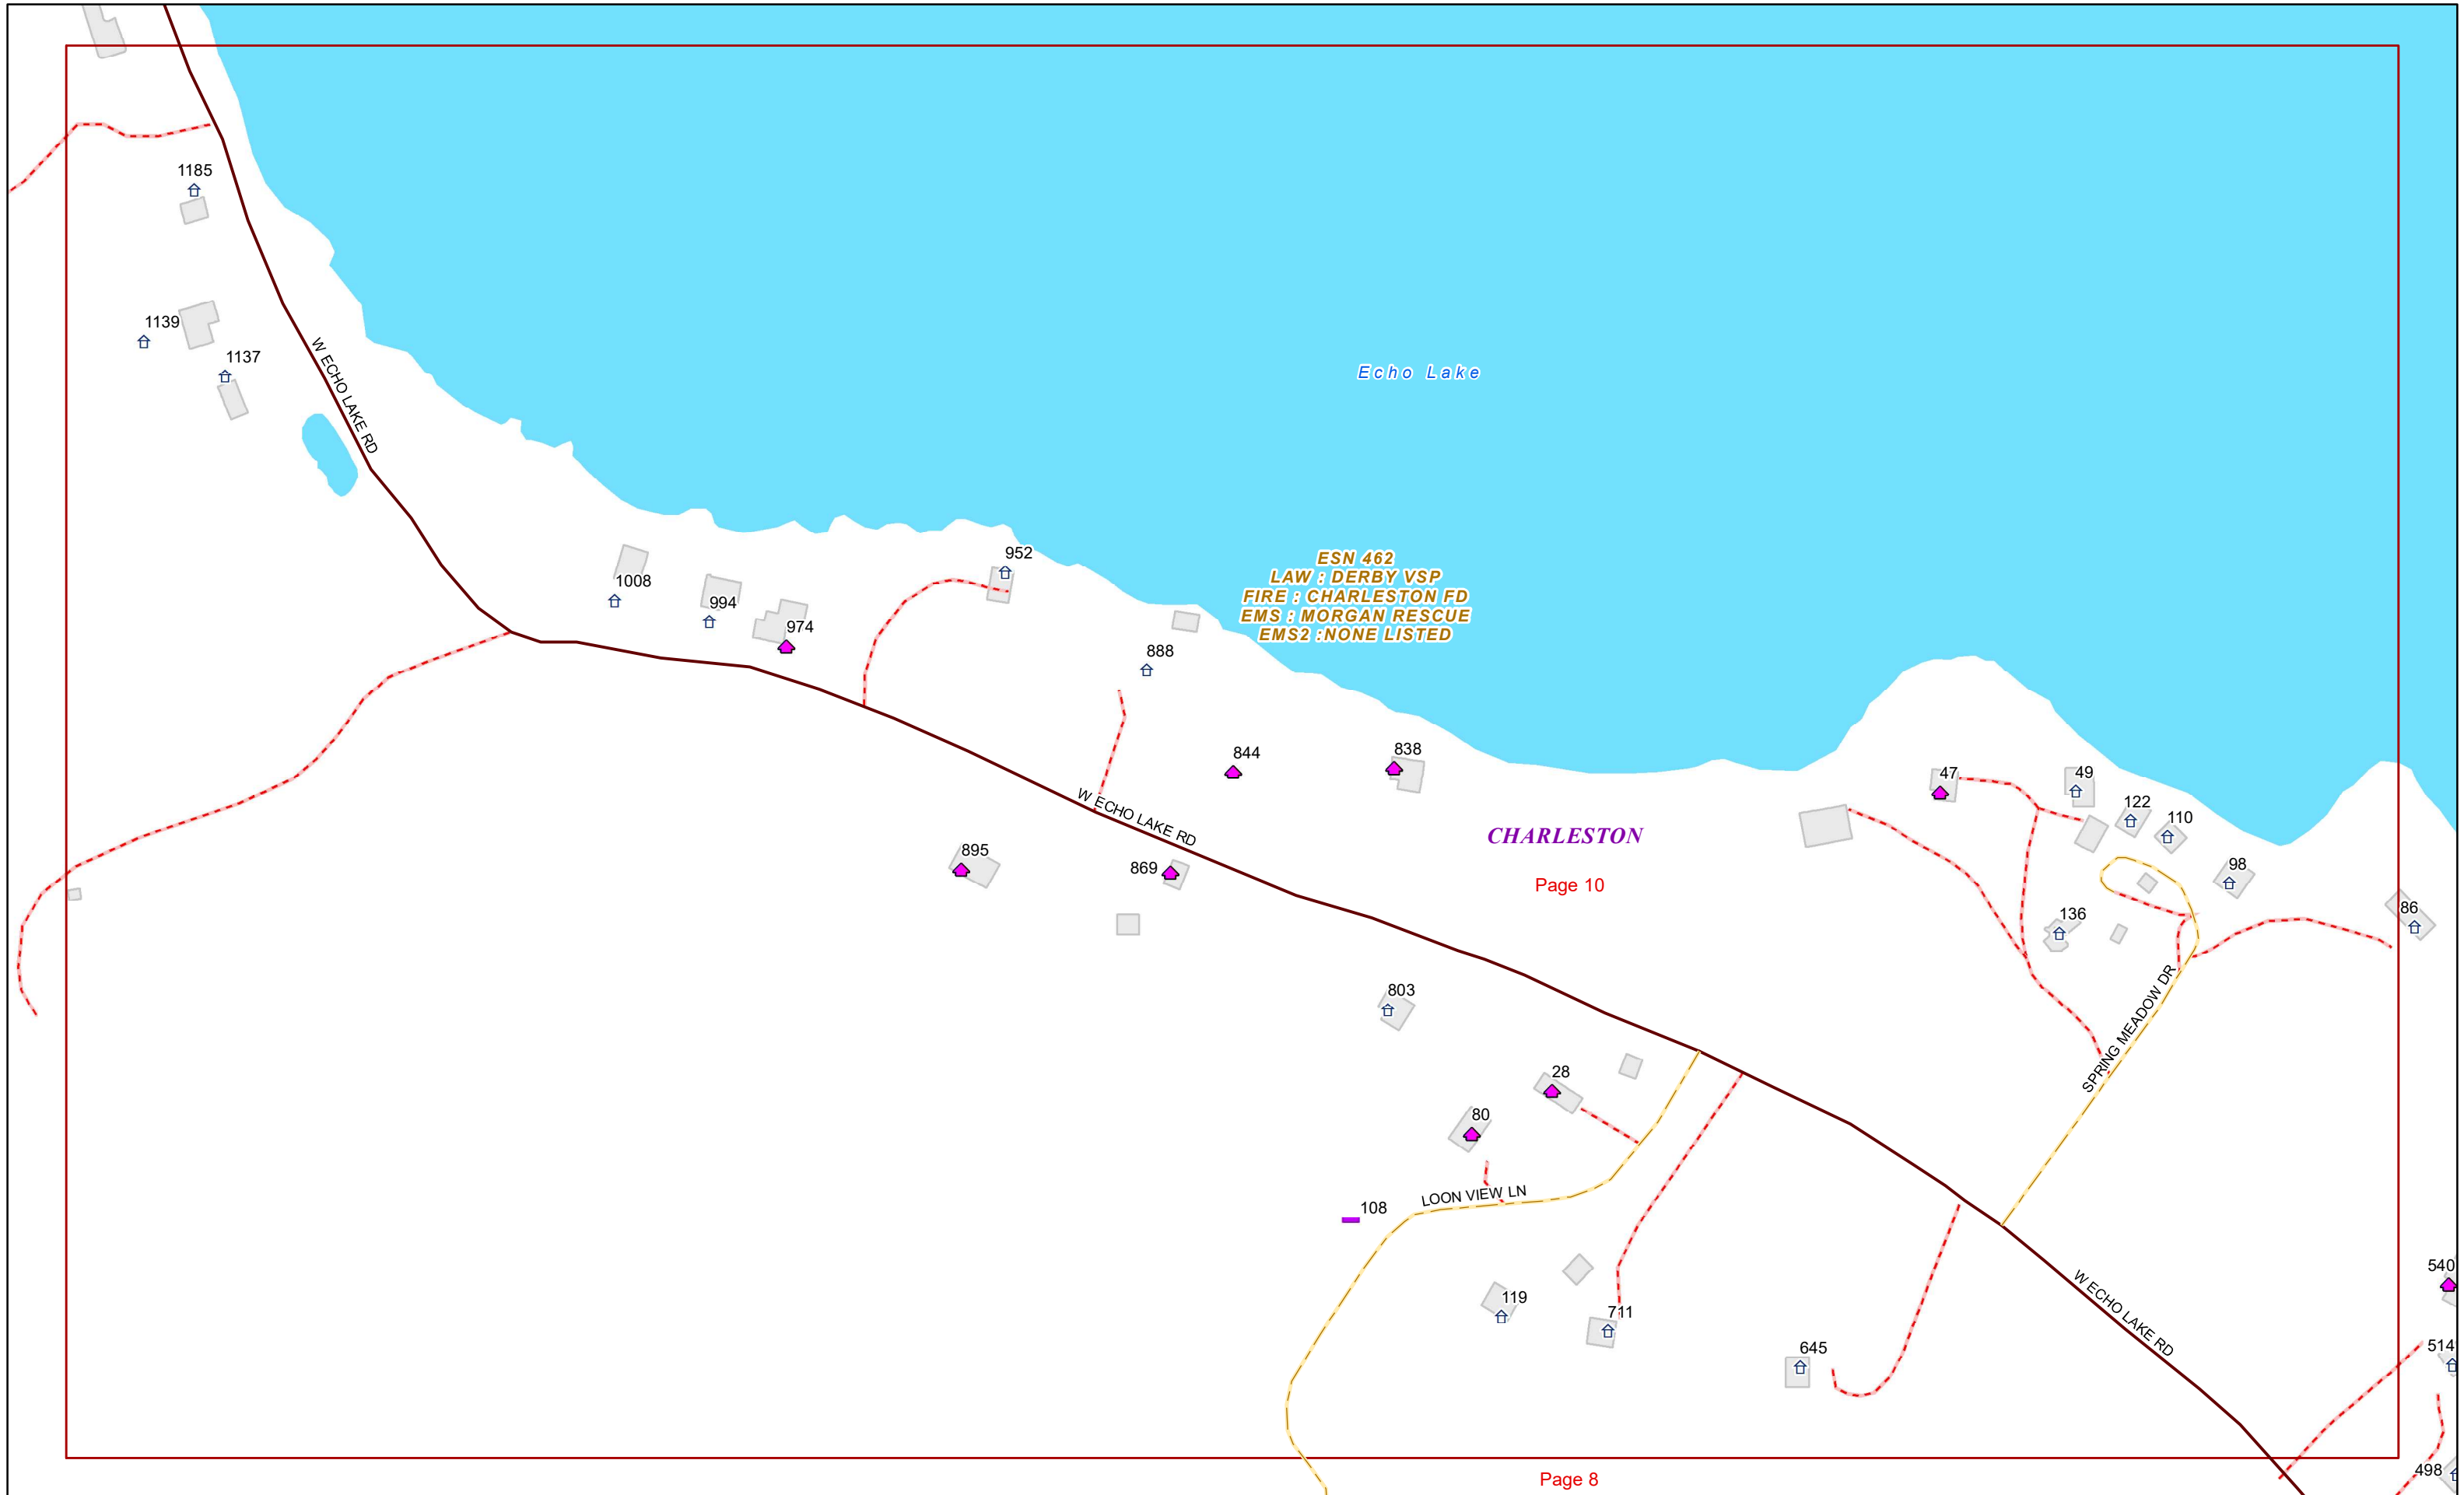 1185
1139
1137
W ECHO LAKE RD
Echo Lake
952
ESN 462
LAW : DERBY VSP
FIRE : CHARLESTON FD
EMS : MORGAN RESCUE
EMS2 :NONE LISTED
1008
994
974
888
844
838
47
49
122
110
W ECHO LAKE RD
CHARLESTON
895
869
Page 10
98
86
136
803
SPRING MEADOW DR
28
80
LOON VIEW LN
108
119
711
645
W ECHO LAKE RD
540
514
498
Page 8